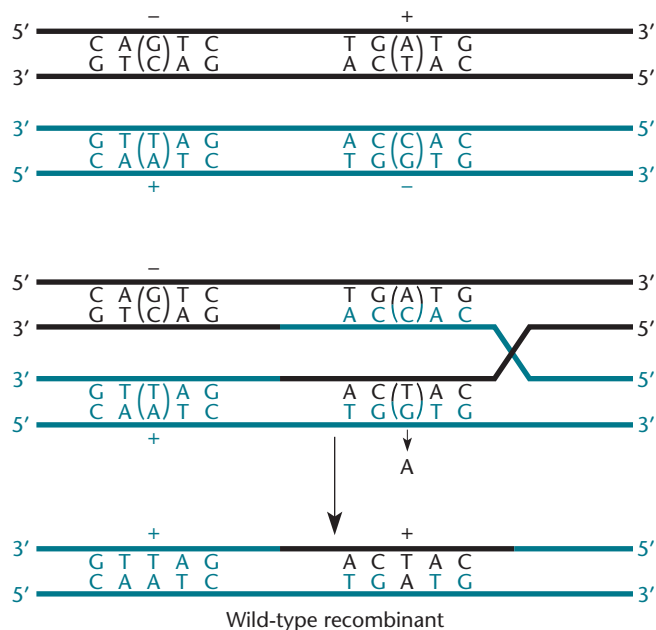 − +
5′ 3′
C A (G) T C T G (A) T G
G T (C) A G A C (T) A C
3′ 5′
3′ 5′
G T (T) A G A C (C) A C
C A (A) T C T G (G) T G
5′ 3′
+ −
−
5′ 3′
C A (G) T C T G (A) T G
G T (C) A G A C (C) A C
3′ 5′
3′ 5′
G T (T) A G A C (T) A C
C A (A) T C T G (G) T G
5′ 3′
+
A
+ +
3′ 5′
G T T A G A C T A C
C A A T C T G A T G
5′ 3′
Wild-type recombinant